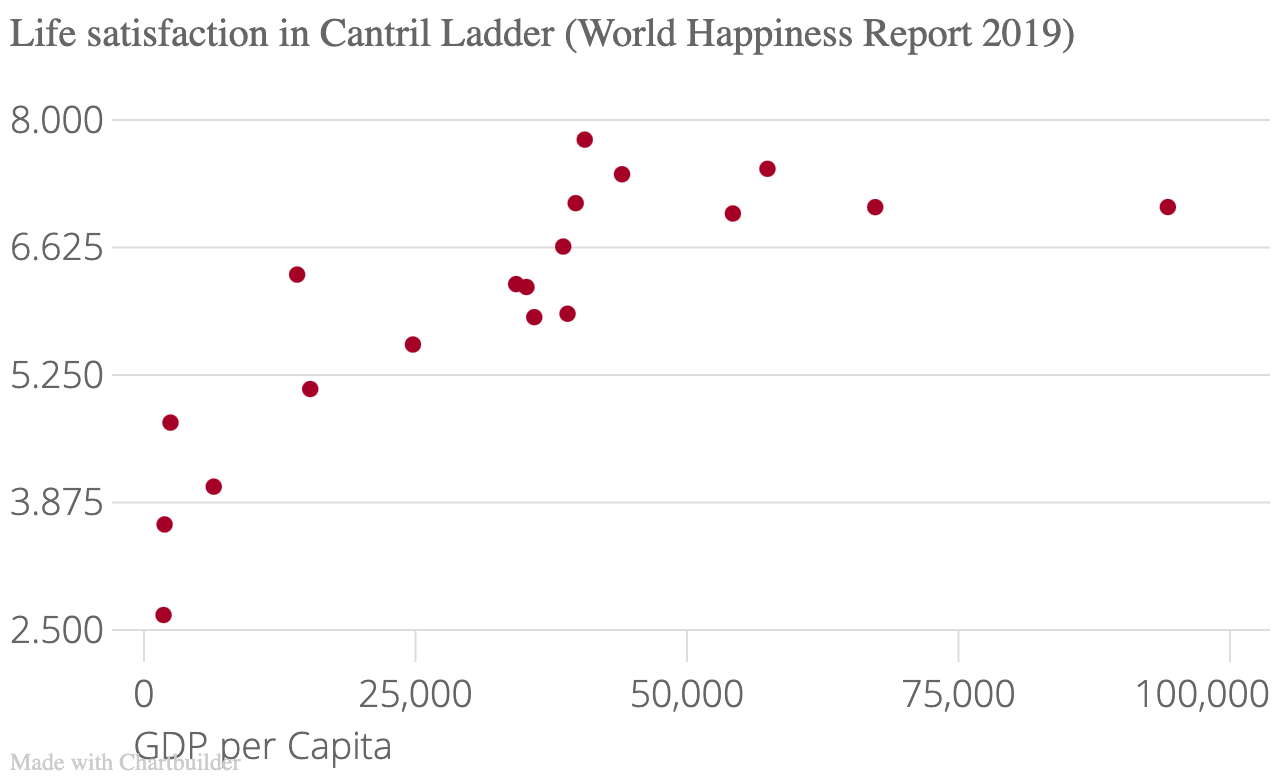 Life satisfaction in Cantril Ladder (World Happiness Report 2019)
8.000
6.625
5.250
3.875
2.500
0 25,000 50,000 75,000 100,000
GDP per Capita
Made with Chartbuilder